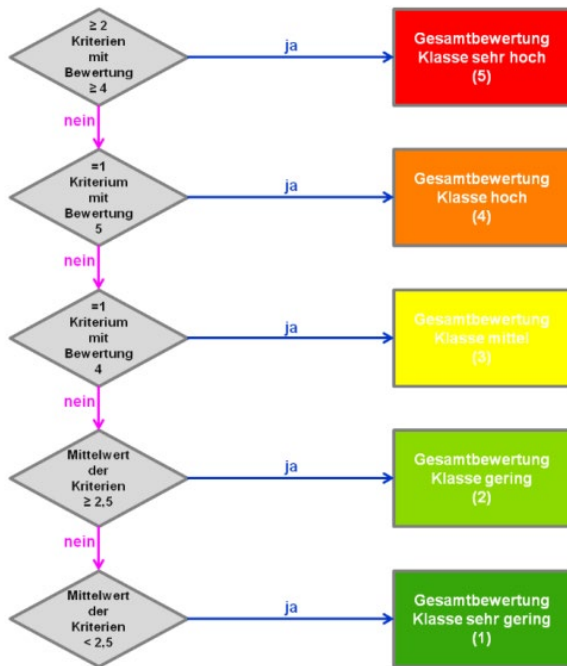 ≥ 2
Kriterien
mit
Bewertung
≥ 4
ja
Gesamtbewertung
Klasse sehr hoch
(5)
nein
=1
Kriterium
mit
Bewertung
5
ja
Gesamtbewertung
Klasse hoch
(4)
nein
=1
Kriterium
mit
Bewertung
4
ja
Gesamtbewertung
Klasse mittel
(3)
nein
Mittelwert
der
Kriterien
≥ 2,5
ja
Gesamtbewertung
Klasse gering
(2)
nein
Mittelwert
der
Kriterien
< 2,5
ja
Gesamtbewertung
Klasse sehr gering
(1)